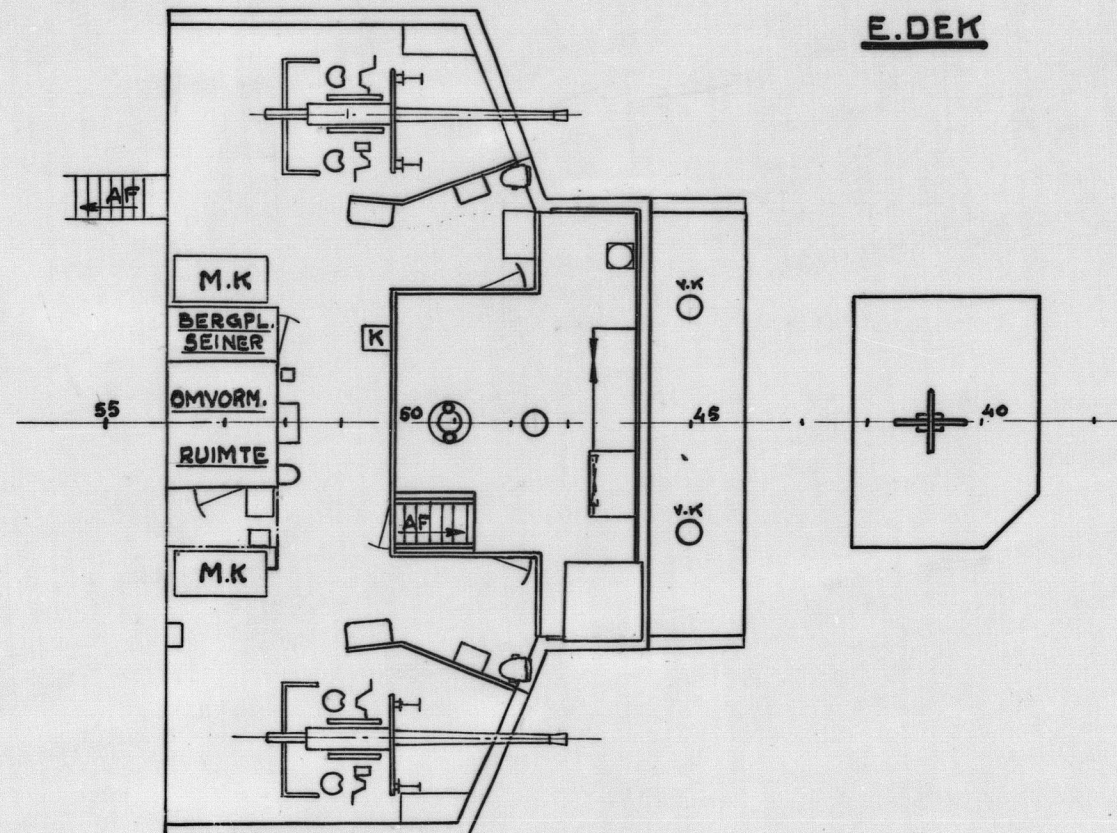 E.DEK
AF
M.K
BERGPL.
SEINER
K
V.K
55
OMVORM.
RUIMTE
50
45
40
AF
V.K
M.K